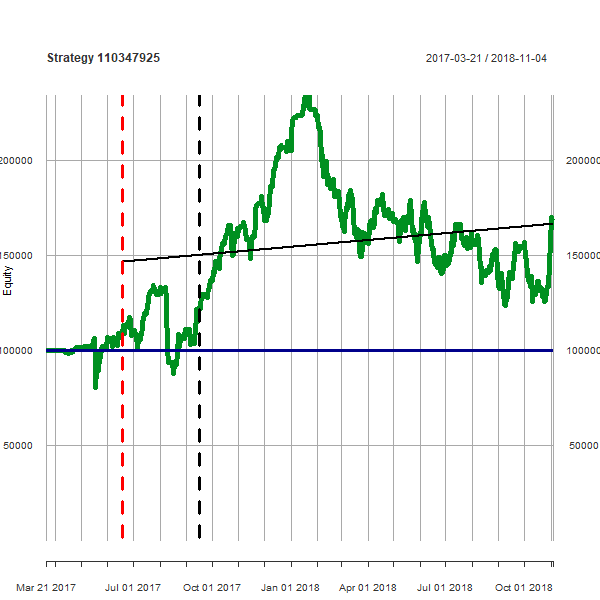 Strategy 110347925
2017-03-21 / 2018-11-04
200000
200000
150000
150000
Equity
100000
100000
50000
50000
Mar 21 2017
Jul 01 2017
Oct 01 2017
Jan 01 2018
Apr 01 2018
Jul 01 2018
Oct 01 2018